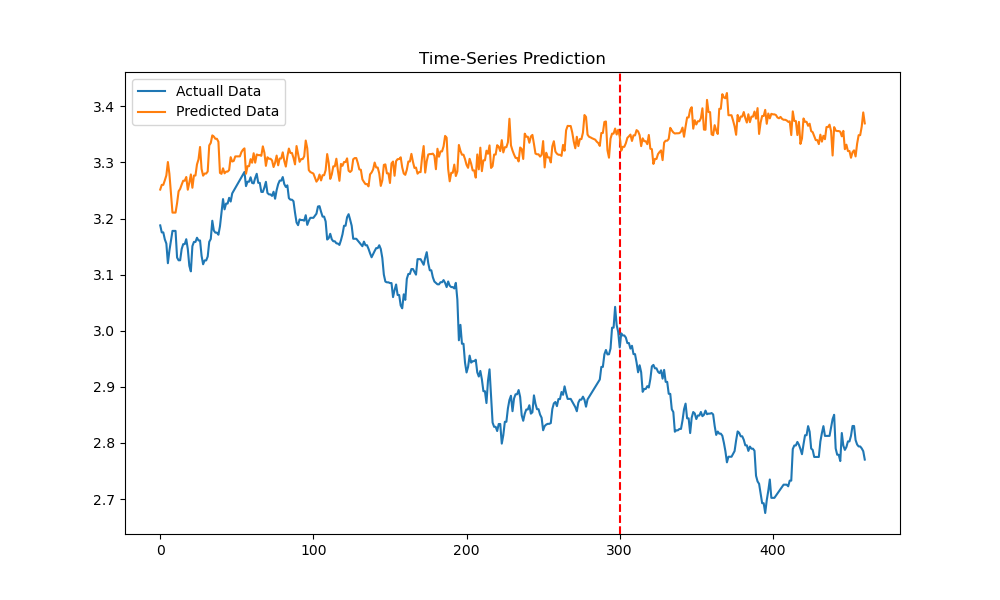 Time-Series Prediction
Actuall Data
Predicted Data
3.4
3.3
3.2
3.1
3.0
2.9
2.8
2.7
0 100 200 300 400